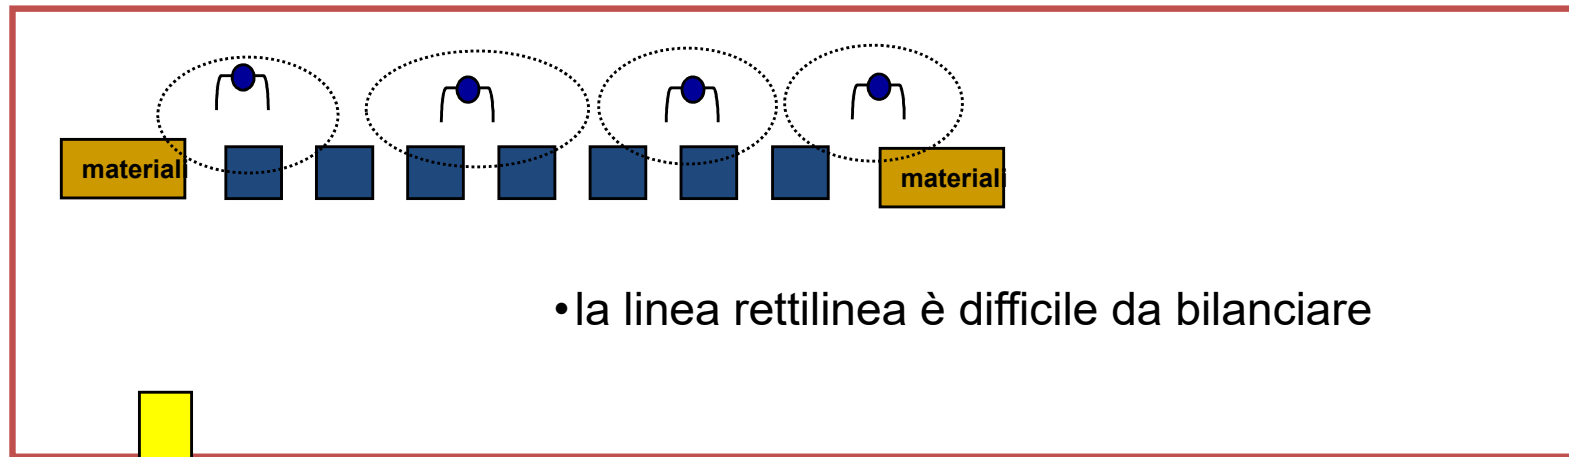 materiali
materiali
•la linea rettilinea è difficile da bilanciare